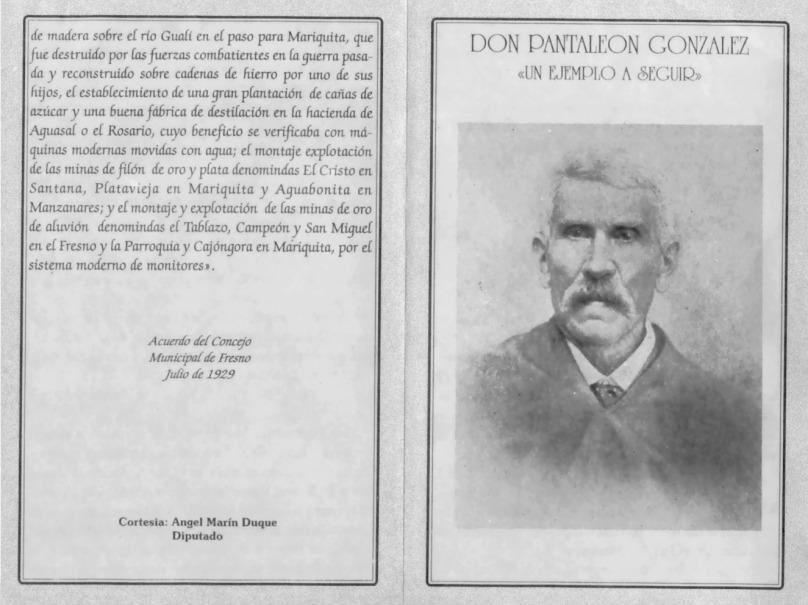 de madera sobre el río Gualí en el paso para Mariquita, que
fue destruido por las fuerzas combatientes en la guerra pasa-
da y reconstruido sobre cadenas de hierro por uno de sus
hijos, el establecimiento de una gran plantación de cañas de
azúcar y una buena fábrica de destilación en la hacienda de
Aguasal o el Rosario, cuyo beneficio se verificaba con má-
quinas modernas movidas con agua; el montaje explotación
de las minas de filón de oro y plata denomindas El Cristo en
Santana, Platavieja en Mariquita y Aguabonita en
Manzanares; y el montaje y explotación de las minas de oro
de aluvión denomindas el Tablazo, Campeón y San Miguel
en el Fresno y la Parroquia y Cajóngora en Mariquita, por el
sistema moderno de monitores».
Acuerdo del Concejo
Municipal de Fresno
Julio de 1929
Cortesia: Angel Marín Duque
Diputado
DON PANTALEON GONZALEZ
«UN EJEMPLO A SEGUIR»